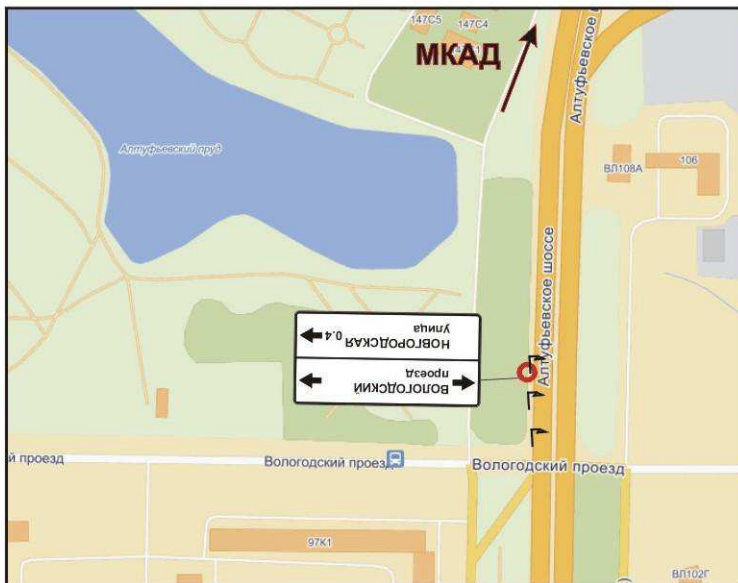 147С5
147С4
МКАД
Алтуфьевское
Алтуфьевский пруд
ВЛ108А
106
Алтуфьевское шоссе
ВОЛОГОДСКИЙ
проезд
НОВГОРОДСКАЯ 0.4
улица
й проезд
Вологодский проезд
Вологодский проезд
97К1
ВЛ102Г